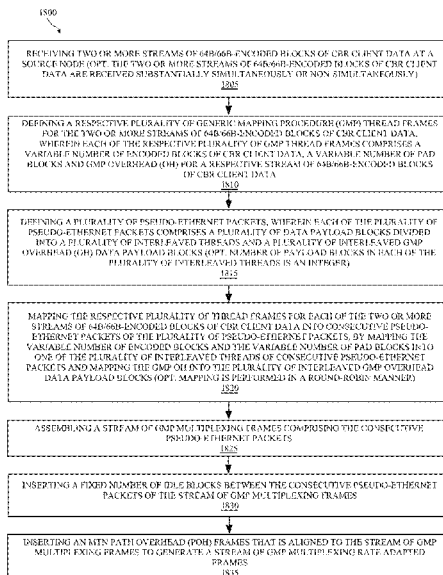 1800
RECEIVING TWO OR MORE STREAMS OF 64B/66B-ENCODED BLOCKS OF CBR CLIENT DATA AT A
SOURCE NODE (OPT. THE TWO OR MORE STREAMS OF 64B/66B-ENCODED BLOCKS OF CBR CLIENT
DATA ARE RECEIVED SUBSTANTIALLY SIMULTANEOUSLY OR NON-SIMULTANEOUSLY)
1805
DEFINING A RESPECTIVE PLURALITY OF GENERIC MAPPING PROCEDURE (GMP) THREAD FRAMES
FOR THE TWO OR MORE STREAMS OF 64B/66B-ENCODED BLOCKS OF CBR CLIENT DATA,
WHEREIN EACH OF THE RESPECTIVE PLURALITY OF GMP THREAD FRAMES COMPRISES A
VARIABLE NUMBER OF ENCODED BLOCKS OF CBR CLIENT DATA, A VARIABLE NUMBER OF PAD
BLOCKS AND GMP OVERHEAD (OH) FOR A RESPECTIVE STREAM OF 64B/66B-ENCODED BLOCKS
OF CBR CLIENT DATA
1810
DEFINING A PLURALITY OF PSEUDO-ETHERNET PACKETS, WHEREIN EACH OF THE PLURALITY OF
PSEUDO-ETHERNET PACKETS COMPRISES A PLURALITY OF DATA PAYLOAD BLOCKS DIVIDED
INTO A PLURALITY OF INTERLEAVED THREADS AND A PLURALITY OF INTERLEAVED GMP
OVERHEAD (OH) DATA PAYLOAD BLOCKS (OPT. NUMBER OF PAYLOAD BLOCKS IN EACH OF THE
PLURALITY OF INTERLEAVED THREADS IS AN INTEGER)
1815
MAPPING THE RESPECTIVE PLURALITY OF THREAD FRAMES FOR EACH OF THE TWO OR MORE
STREAMS OF 64B/66B-ENCODED BLOCKS OF CBR CLIENT DATA INTO CONSECUTIVE PSEUDO-
ETHERNET PACKETS OF THE PLURALITY OF PSEUDO-ETHERNET PACKETS, BY MAPPING THE
VARIABLE NUMBER OF ENCODED BLOCKS AND THE VARIABLE NUMBER OF PAD BLOCKS INTO
ONE OF THE PLURALITY OF INTERLEAVED THREADS OF CONSECUTIVE PSEUDO-ETHERNET
PACKETS AND MAPPING THE GMP OH INTO THE PLURALITY OF INTERLEAVED GMP OVERHEAD
DATA PAYLOAD BLOCKS (OPT. MAPPING IS PERFORMED IN A ROUND-ROBIN MANNER)
1820
ASSEMBLING A STREAM OF GMP MULTIPLEXING FRAMES COMPRISING THE CONSECUTIVE
PSEUDO-ETHERNET PACKETS
1825
INSERTING A FIXED NUMBER OF IDLE BLOCKS BETWEEN THE CONSECUTIVE PSEUDO-ETHERNET
PACKETS OF THE STREAM OF GMP MULTIPLEXING FRAMES
1830
INSERTING AN MTN PATH OVERHEAD (POH) FRAMES THAT IS ALIGNED TO THE STREAM OF GMP
MULTIPLEXING FRAMES TO GENERATE A STREAM OF GMP MULTIPLEXING RATE ADAPTED
FRAMES
1835